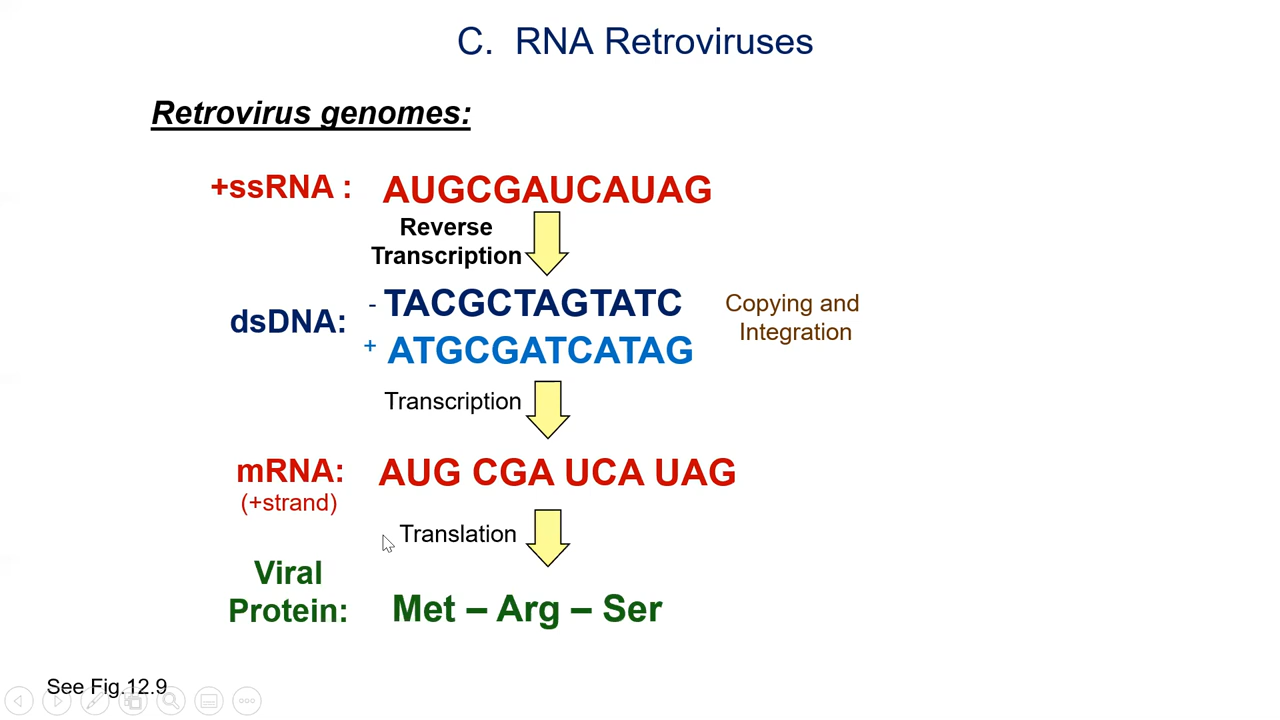 C. RNA Retroviruses
Retrovirus genomes:
+ssRNA : AUGCGAUCAUAG
Reverse
Transcription
dsDNA:
- TACGCTAGTATC
+ ATGCGATCATAG
Copying and
Integration
Transcription
mRNA: AUG CGA UCA UAG
(+strand)
Translation
Viral
Protein: Met – Arg – Ser
See Fig.12.9